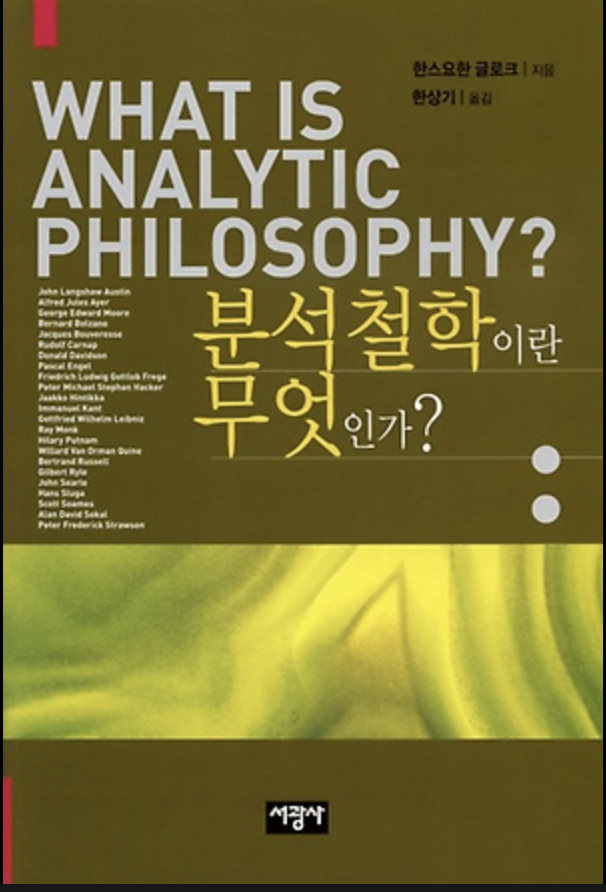 한스요한 글로크 | 지음
한상기 | 옮김
WHAT IS
ANALYTIC
PHILOSOPHY?
분석철학이란
무엇인가?
John Langshaw Austin
Alfred Jules Ayer
George Edward Moore
Bernard Bolzano
Jacques Bouveresse
Rudolf Carnap
Donald Davidson
Pascal Engel
Friedrich Ludwig Gottlob Frege
Peter Michael Stephan Hacker
Jaakko Hintikka
Immanuel Kant
Gottfried Wilhelm Leibniz
Ray Monk
Hilary Putnam
Willard Van Orman Quine
Bertrand Russell
Gilbert Ryle
John Searle
Hans Sluga
Scott Soames
Alan David Sokal
Peter Frederick Strawson
서광사